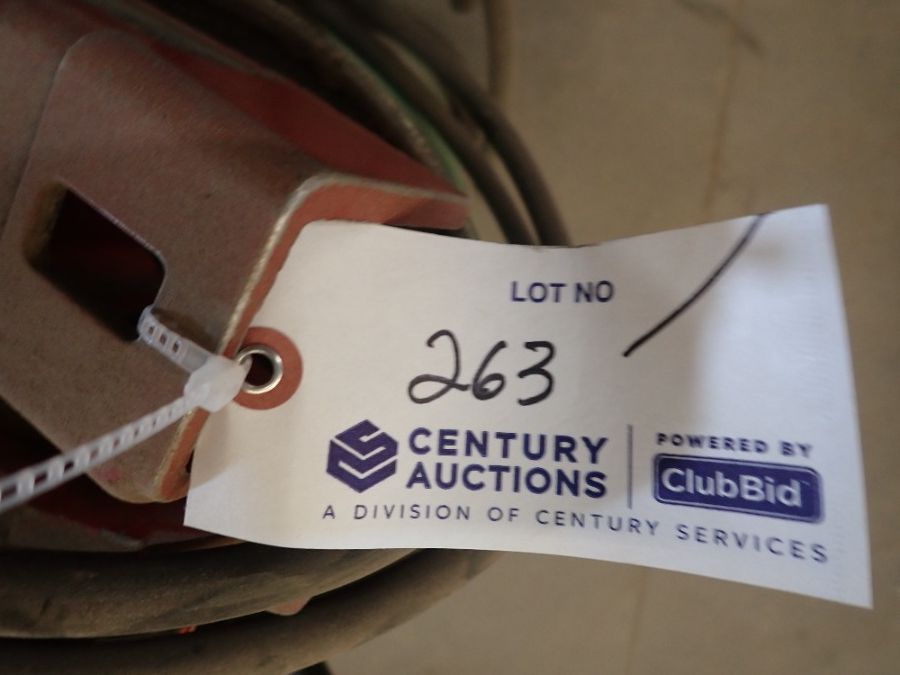 LOT NO
263
CENTURY AUCTIONS
POWERED BY
ClubBid
A DIVISION OF CENTURY SERVICES